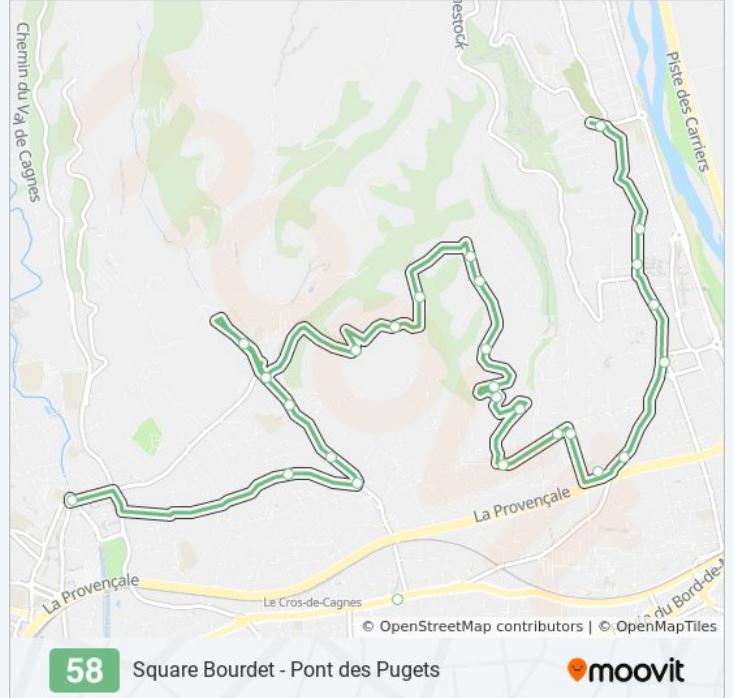 Chemin du Val de Cagnes
Piste des Carriers
La Provençale
La Provençale
Le Cros-de-Cagnes
© OpenStreetMap contributors | © OpenMapTiles
58 Square Bourdet - Pont des Pugets
moovit